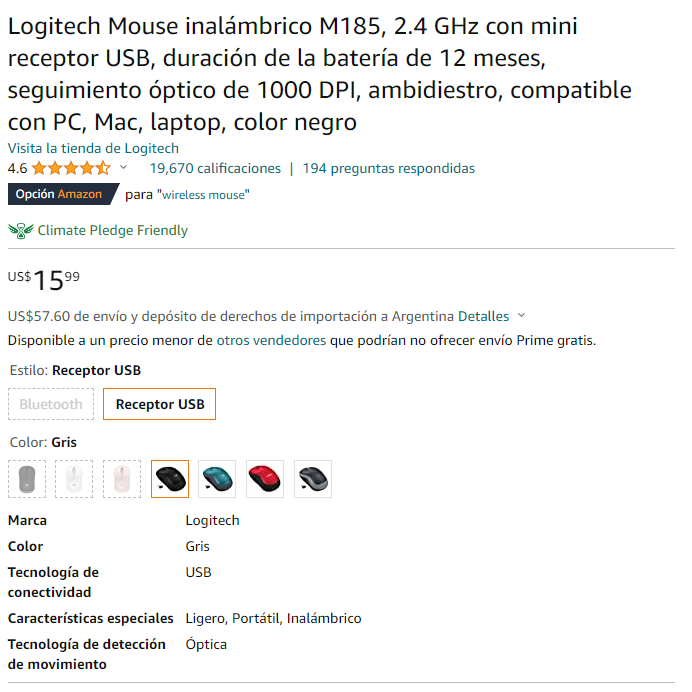 Logitech Mouse inalámbrico M185, 2.4 GHz con mini
receptor USB, duración de la batería de 12 meses,
seguimiento óptico de 1000 DPI, ambidiestro, compatible
con PC, Mac, laptop, color negro
Visita la tienda de Logitech
4.6 19,670 calificaciones | 194 preguntas respondidas
Opción Amazon para "wireless mouse"
Climate Pledge Friendly
US$1599
US$57.60 de envío y depósito de derechos de importación a Argentina Detalles
Disponible a un precio menor de otros vendedores que podrían no ofrecer envío Prime gratis.
Estilo: Receptor USB
Bluetooth Receptor USB
Color: Gris
Marca Logitech
Color Gris
Tecnología de USB
conectividad
Características especiales Ligero, Portátil, Inalámbrico
Tecnología de detección Óptica
de movimiento